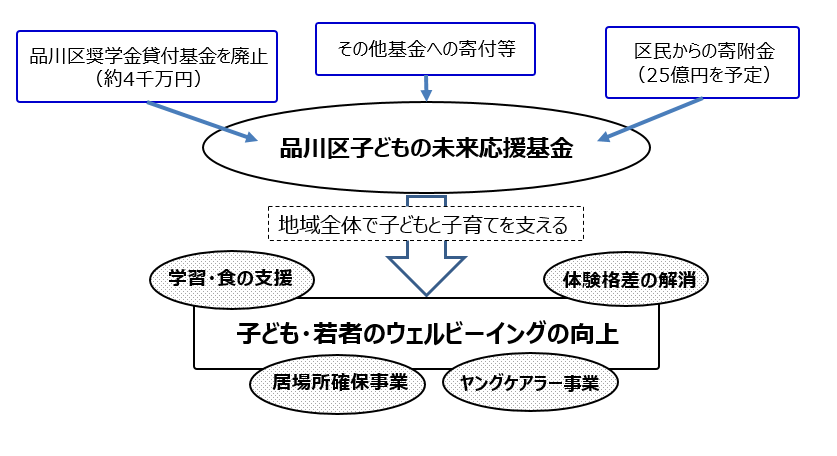 品川区奨学金貸付基金を廃止
（約4千万円）
その他基金への寄付等
区民からの寄附金
（25億円を予定）
品川区子どもの未来応援基金
地域全体で子どもと子育てを支える
学習・食の支援
体験格差の解消
子ども・若者のウェルビーイングの向上
居場所確保事業
ヤングケアラー事業